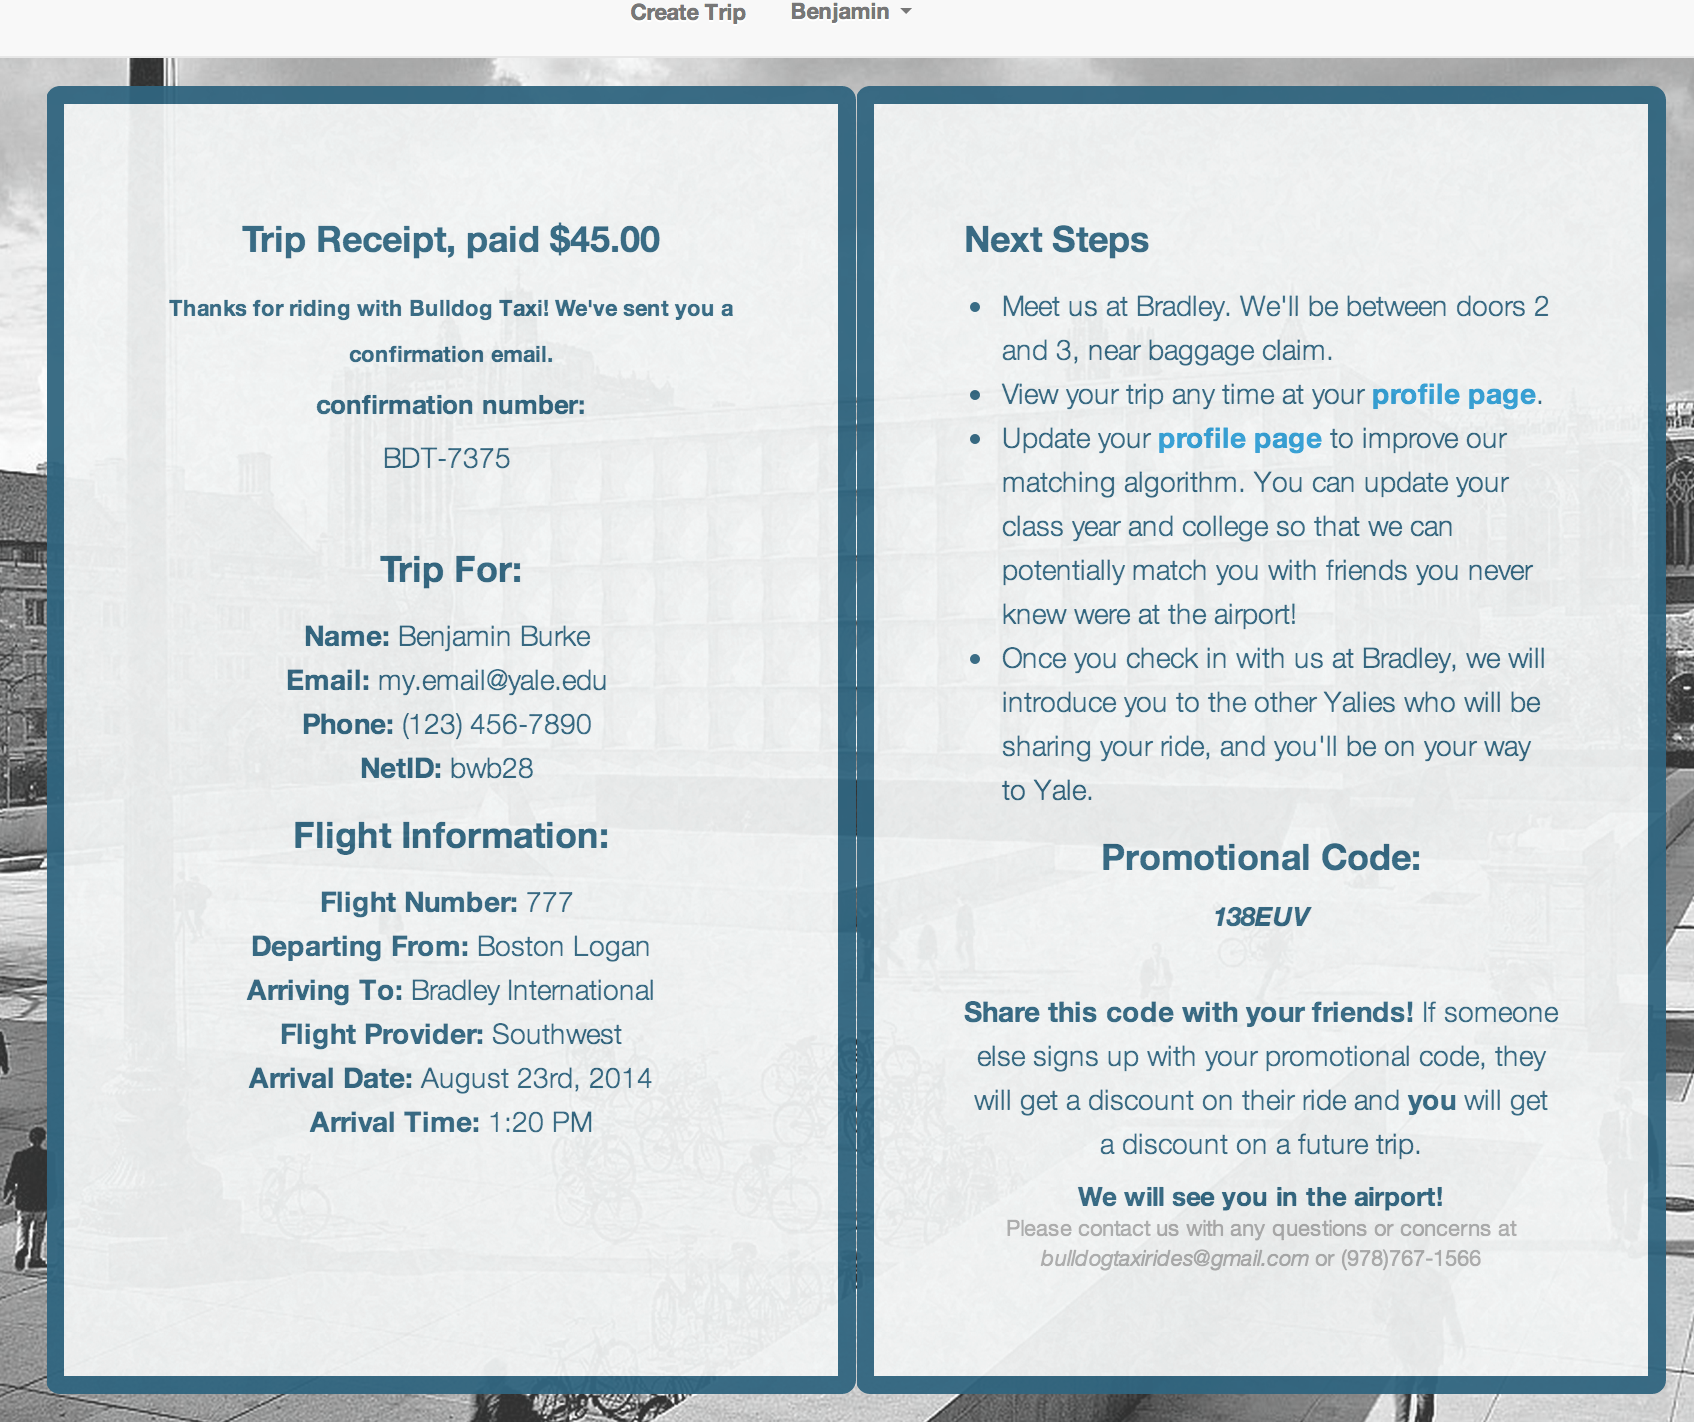 Create Trip Benjamin
Trip Receipt, paid $45.00
Thanks for riding with Bulldog Taxi! We've sent you a
confirmation email.
confirmation number:
BDT-7375
Trip For:
Name: Benjamin Burke
Email: my.email@yale.edu
Phone: (123) 456-7890
NetID: bwb28
Flight Information:
Flight Number: 777
Departing From: Boston Logan
Arriving To: Bradley International
Flight Provider: Southwest
Arrival Date: August 23rd, 2014
Arrival Time: 1:20 PM
Next Steps
• Meet us at Bradley. We'll be between doors 2
and 3, near baggage claim.
• View your trip any time at your profile page.
• Update your profile page to improve our
matching algorithm. You can update your
class year and college so that we can
potentially match you with friends you never
knew were at the airport!
• Once you check in with us at Bradley, we will
introduce you to the other Yalies who will be
sharing your ride, and you'll be on your way
to Yale.
Promotional Code:
138EUV
Share this code with your friends! If someone
else signs up with your promotional code, they
will get a discount on their ride and you will get
a discount on a future trip.
We will see you in the airport!
Please contact us with any questions or concerns at
bulldogtaxirides@gmail.com or (978)767-1566